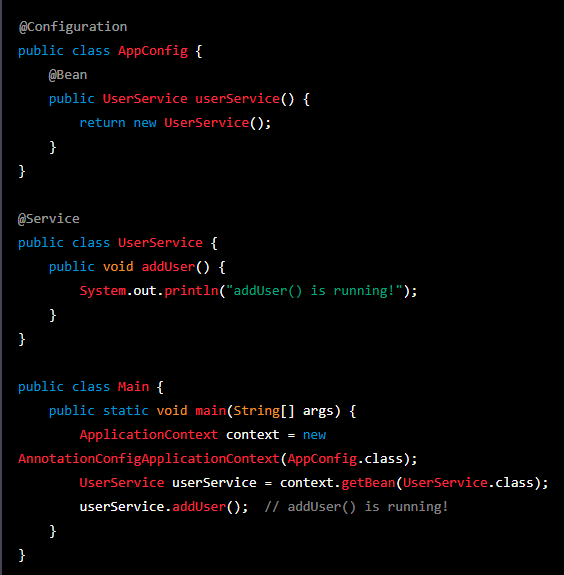 @Configuration
public class AppConfig {
    @Bean
    public UserService userService() {
        return new UserService();
    }
}

@Service
public class UserService {
    public void addUser() {
        System.out.println("addUser() is running!");
    }
}

public class Main {
    public static void main(String[] args) {
        ApplicationContext context = new
AnnotationConfigApplicationContext(AppConfig.class);
        UserService userService = context.getBean(UserService.class);
        userService.addUser();  // addUser() is running!
    }
}